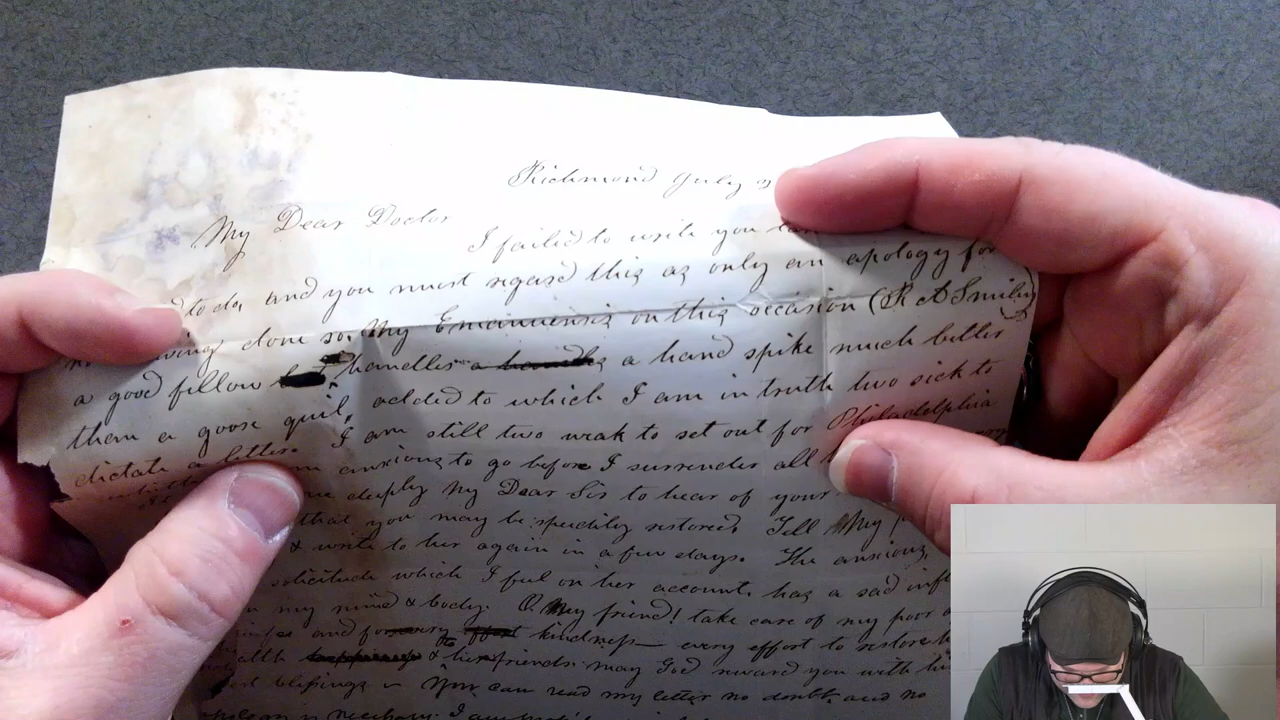 Richmond July
My Dear Doctor
I failed to write you
to do, and you must regard this as only an apology for
done so. My Emanuensis on this occasion (R A Smiley)
a good fellow handles a hand spike much better
then a goose quil, added to which I am in truth two sick to
dictate a letter. I am still two weak to set out for Philadelphia
anxious to go before I surrender all
deeply My Dear Sir to hear of your
that you may be speedily restored. Tell My
& write to her again in a few days. The anxious,
solicitude which I feel on her account, has a sad
my mind & body. O My friend! take care of my poor
and for every kindness — every effort to restore
to & her friends may God reward you with
blessings — You can read my letter no doubt, and no